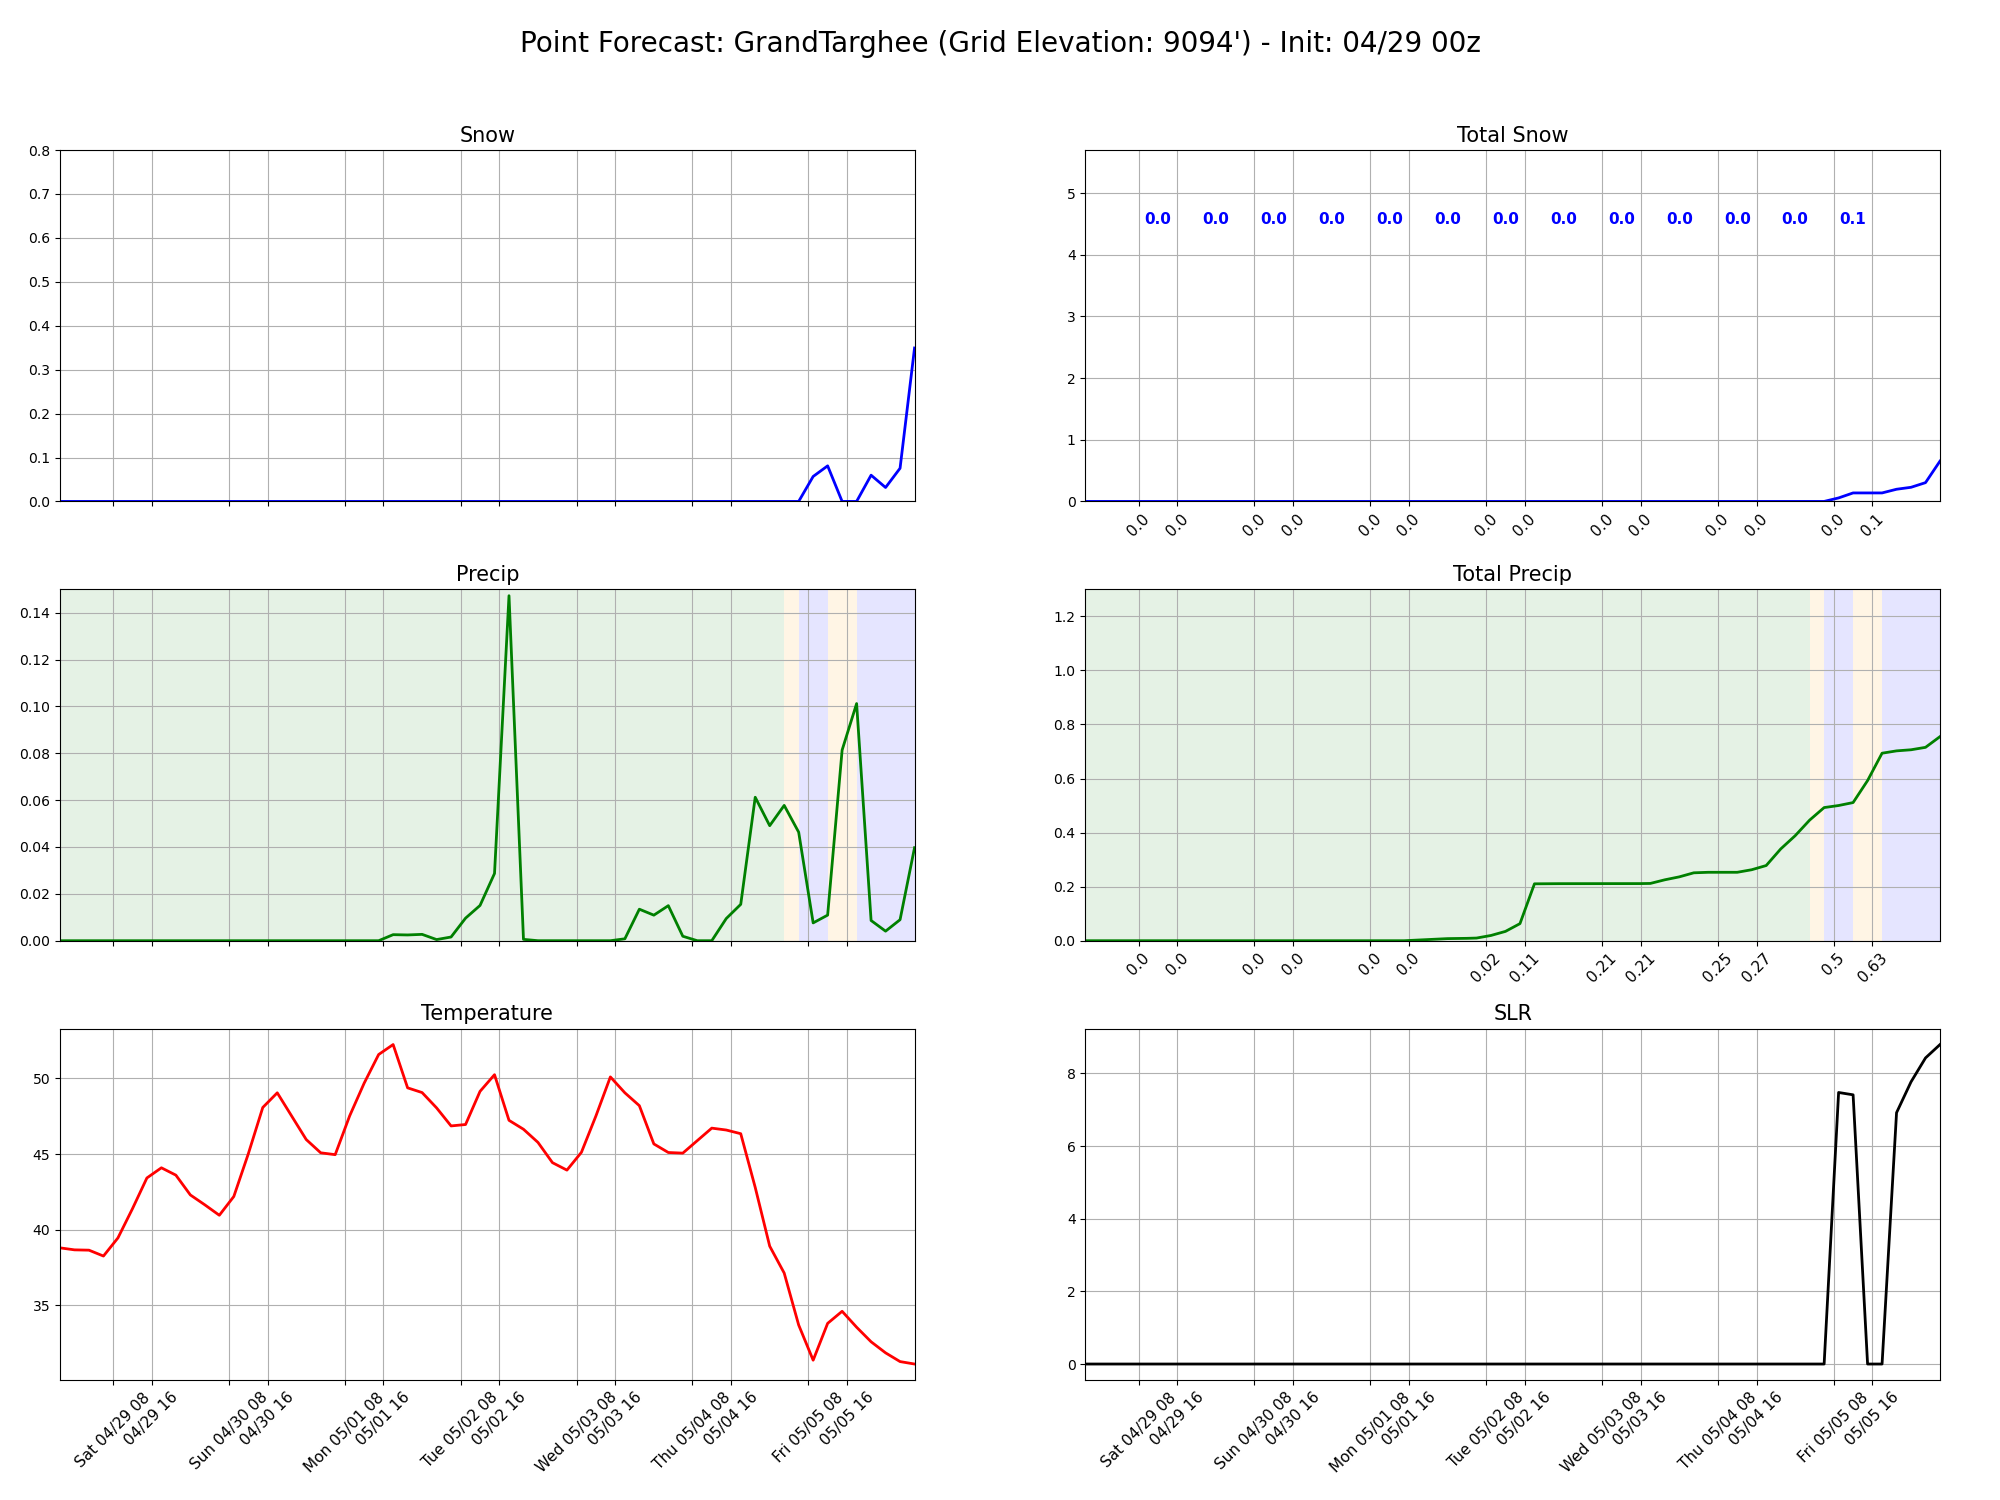 Point Forecast: GrandTarghee (Grid Elevation: 9094') - Init: 04/29 00z
Snow
0.8
0.7
0.6
0.5
0.4
0.3
0.2
0.1
0.0
Total Snow
5
4
3
2
1
0
0.0 0.0 0.0 0.0 0.0 0.0 0.0 0.0 0.0 0.0 0.0 0.0 0.1
0.0 0.0 0.0 0.0 0.0 0.0 0.0 0.0 0.0 0.0 0.0 0.0 0.0 0.1
Precip
0.14
0.12
0.10
0.08
0.06
0.04
0.02
0.00
Total Precip
1.2
1.0
0.8
0.6
0.4
0.2
0.0
0.0 0.0 0.0 0.0 0.0 0.0 0.02 0.11 0.21 0.21 0.25 0.27 0.5 0.63
Temperature
50
45
40
35
Sat 04/29 08
04/29 16
Sun 04/30 08
04/30 16
Mon 05/01 08
05/01 16
Tue 05/02 08
05/02 16
Wed 05/03 08
05/03 16
Thu 05/04 08
05/04 16
Fri 05/05 08
05/05 16
SLR
8
6
4
2
0
Sat 04/29 08
04/29 16
Sun 04/30 08
04/30 16
Mon 05/01 08
05/01 16
Tue 05/02 08
05/02 16
Wed 05/03 08
05/03 16
Thu 05/04 08
05/04 16
Fri 05/05 08
05/05 16